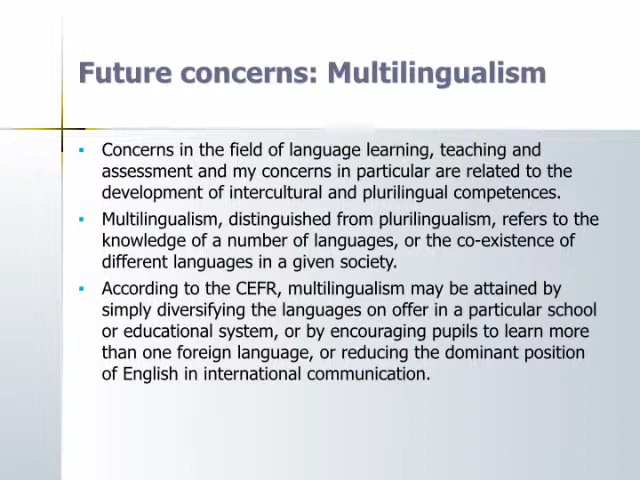 Future concerns: Multilingualism
Concerns in the field of language learning, teaching and
assessment and my concerns in particular are related to the
development of intercultural and plurilingual competences.
Multilingualism, distinguished from plurilingualism, refers to the
knowledge of a number of languages, or the co-existence of
different languages in a given society.
According to the CEFR, multilingualism may be attained by
simply diversifying the languages on offer in a particular school
or educational system, or by encouraging pupils to learn more
than one foreign language, or reducing the dominant position
of English in international communication.